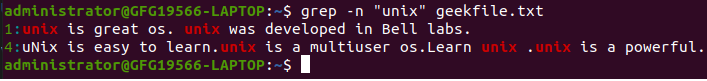 administrator@GFG19566-LAPTOP:~$ grep -n "unix" geekfile.txt
1:unix is great os. unix was developed in Bell labs.
4:uNix is easy to learn.unix is a multiuser os.Learn unix .unix is a powerful.
administrator@GFG19566-LAPTOP:~$